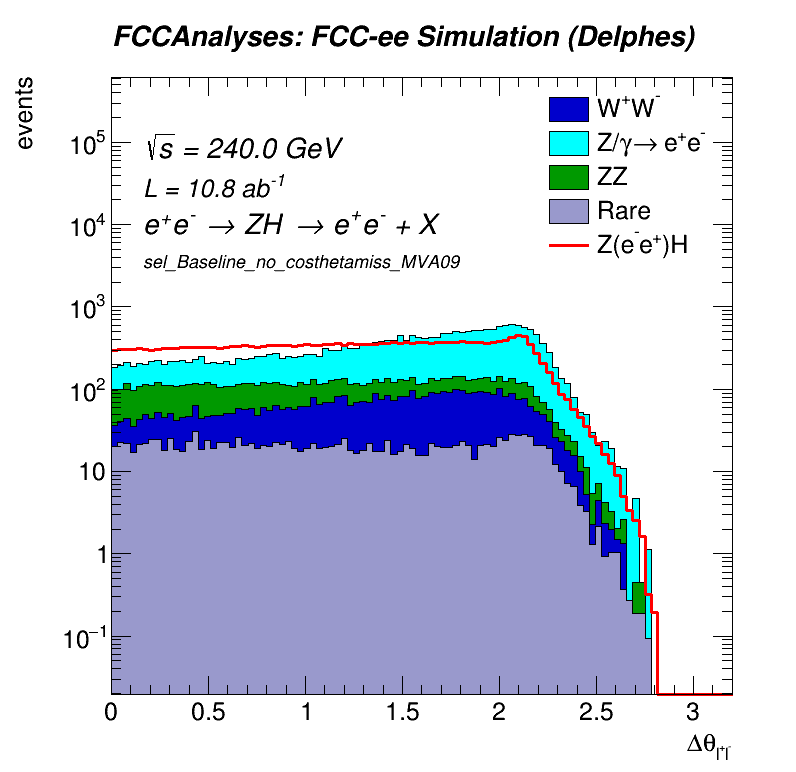 FCCAnalyses: FCC-ee Simulation (Delphes)
events
√s = 240.0 GeV
L = 10.8 ab⁻¹
e⁺e⁻ → ZH → e⁺e⁻ + X
sel_Baseline_no_costhetamiss_MVA09
W⁺W⁻
Z/γ→ e⁺e⁻
ZZ
Rare
Z(e⁻e⁺)H
10⁵
10⁴
10³
10²
10
1
10⁻¹
0 0.5 1 1.5 2 2.5 3
Δθ_{l⁺l⁻}